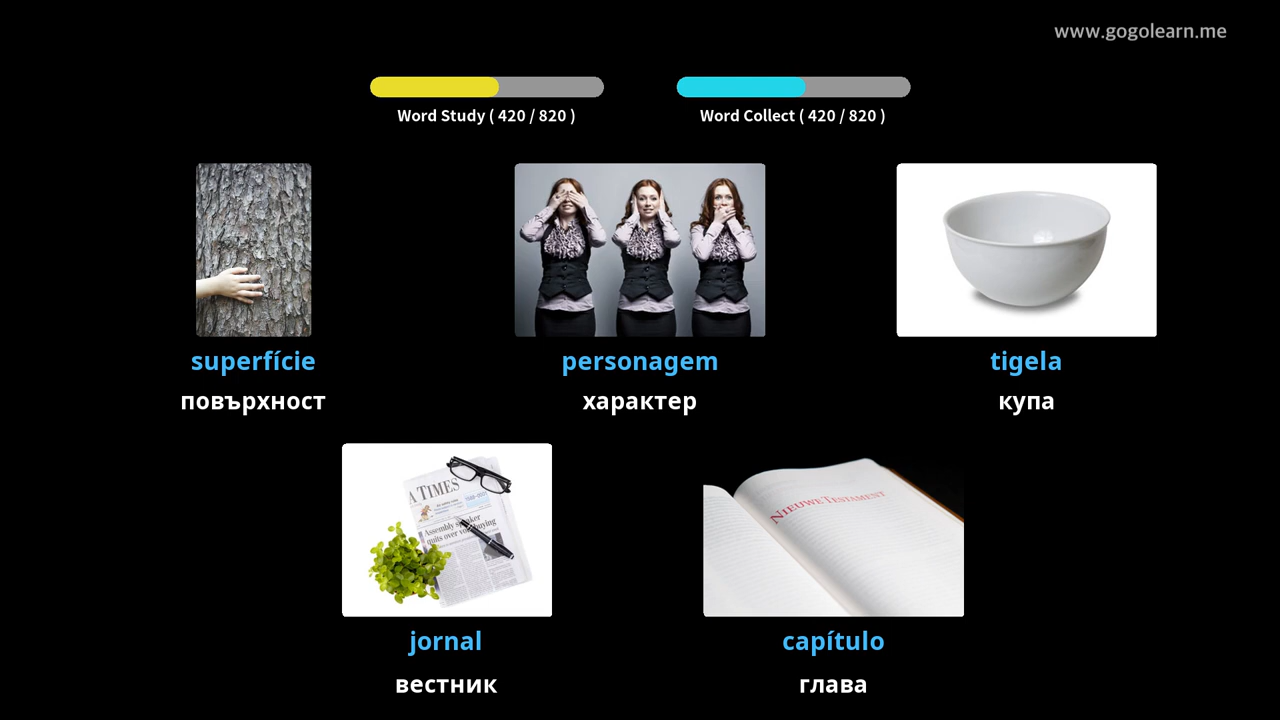 www.gogolearn.me
Word Study ( 420 / 820 )
Word Collect ( 420 / 820 )
superfície
personagem
tigela
повърхност
характер
купа
A TIMES
Assembly speaker
quits over vote buying
NIEUWE TESTAMENT
jornal
capítulo
вестник
глава